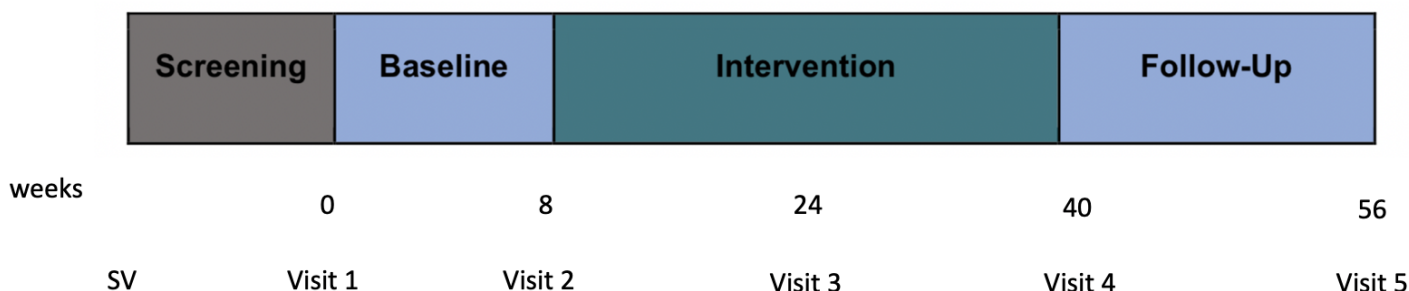 Screening Baseline Intervention Follow-Up
weeks
0 8 24 40 56
SV Visit 1 Visit 2 Visit 3 Visit 4 Visit 5